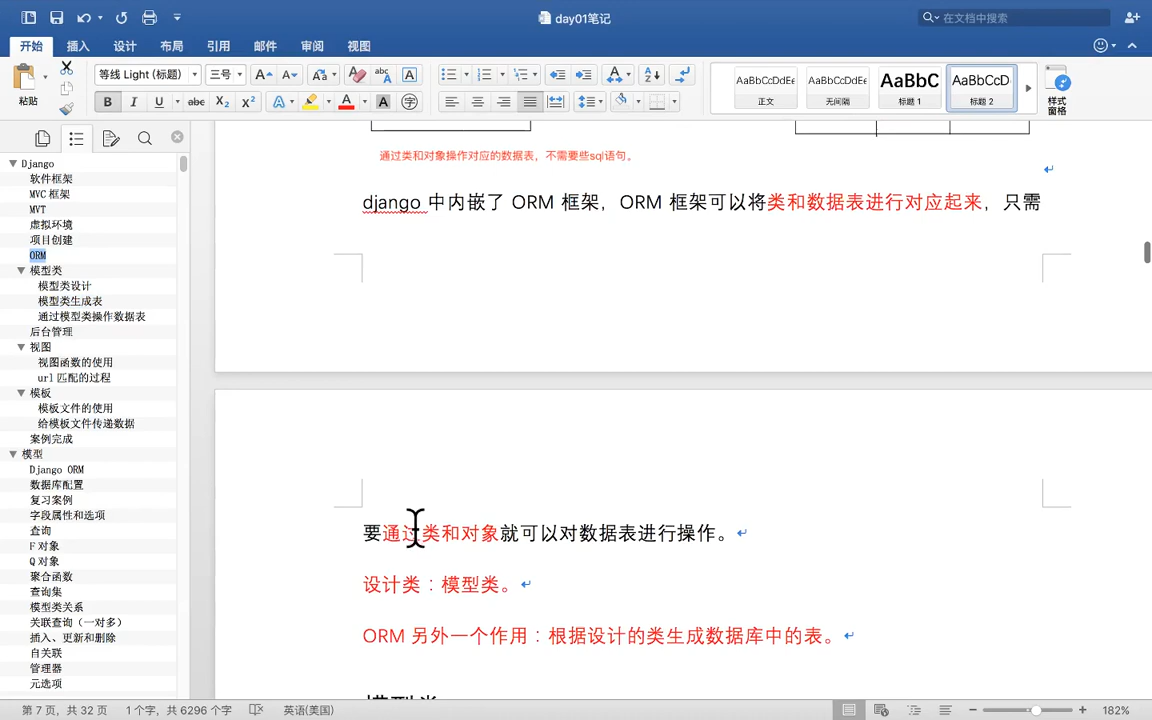 day01笔记
在文档中搜索
开始 插入 设计 布局 引用 邮件 审阅 视图
粘贴
等线 Light (标题) 三号
AaBbCcDdEe AaBbCcDdEe AaBbC AaBbCcD
正文 无间隔 标题 1 标题 2
样式
窗格
Django
软件框架
MVC 框架
MVT
虚拟环境
项目创建
ORM
模型类
模型类设计
模型类生成表
通过模型类操作数据表
后台管理
视图
视图函数的使用
url 匹配的过程
模板
模板文件的使用
给模板文件传递数据
案例完成
模型
Django ORM
数据库配置
复习案例
字段属性和选项
查询
F 对象
Q 对象
聚合函数
查询集
模型类关系
关联查询（一对多）
插入、更新和删除
自关联
管理器
元选项
通过类和对象操作对应的数据表，不需要些sql语句。
django 中内嵌了 ORM 框架，ORM 框架可以将类和数据表进行对应起来，只需
要通过类和对象就可以对数据表进行操作。
设计类：模型类。
ORM 另外一个作用：根据设计的类生成数据库中的表。
第 7 页，共 32 页 1 个字，共 6296 个字 英语(美国) 182%